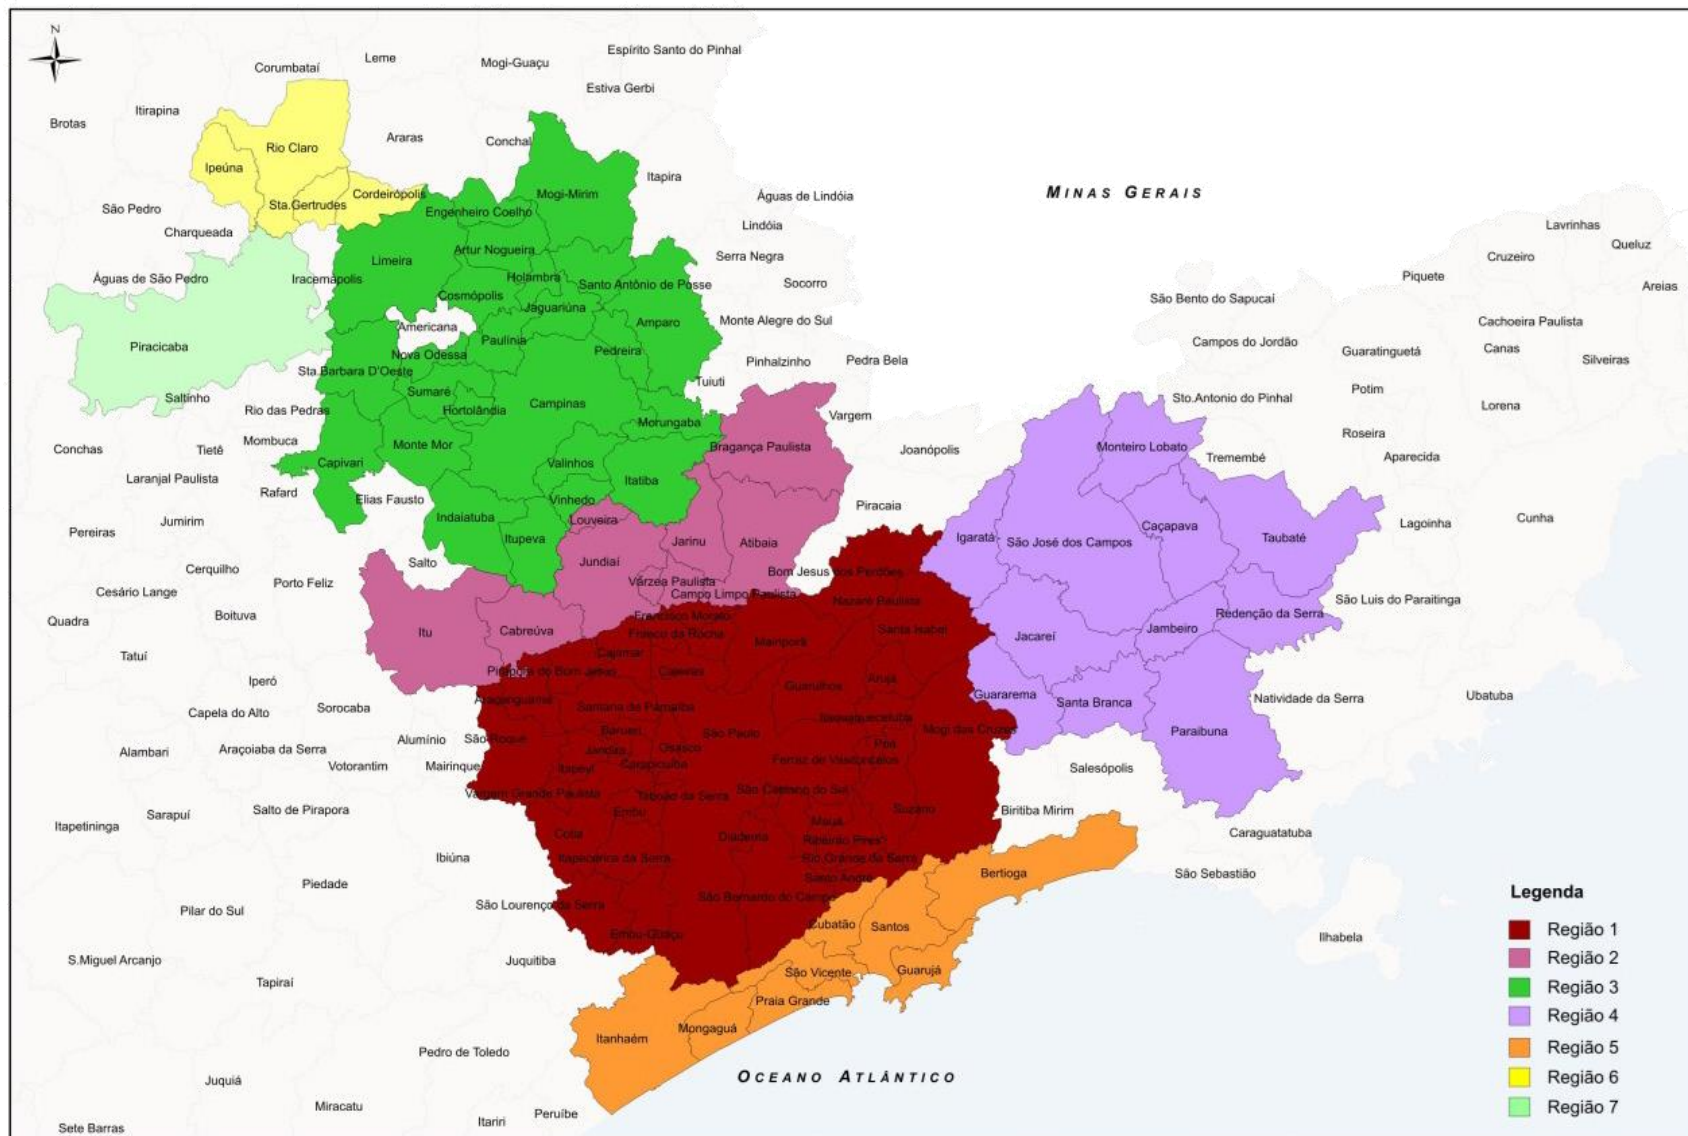 N
Espírito Santo do Pinhal
Leme
Mogi-Guaçu
Corumbataí
Estiva Gerbi
Itirapina
Brotas
Araras
Conchal
Rio Claro
Ipeúna
Itapira
Cordeirópolis
Mogi-Mirim
MINAS GERAIS
Águas de Lindóia
Sta.Gertrudes
São Pedro
Engenheiro Coelho
Lindóia
Lavrinhas
Charqueada
Queluz
Artur Nogueira
Serra Negra
Cruzeiro
Limeira
Águas de São Pedro
Iracemápolis
Holambra
Santo Antônio de Posse
Socorro
Piquete
Areias
Cosmópolis
São Bento do Sapucaí
Jaguariúna
Americana
Amparo
Monte Alegre do Sul
Cachoeira Paulista
Piracicaba
Paulínia
Campos do Jordão
Nova Odessa
Pedreira
Guaratinguetá
Canas
Pinhalzinho
Pedra Bela
Silveiras
Sta.Barbara D'Oeste
Tuiuti
Potim
Saltinho
Sumaré
Sto.Antonio do Pinhal
Rio das Pedras
Hortolândia
Campinas
Lorena
Vargem
Morungaba
Roseira
Mombuca
Monte Mor
Bragança Paulista
Monteiro Lobato
Conchas
Tietê
Joanópolis
Tremembé
Aparecida
Capivari
Valinhos
Laranjal Paulista
Itatiba
Rafard
Elias Fausto
Vinhedo
Piracaia
Jumirim
Indaiatuba
Louveira
Lagoinha
Cunha
Pereiras
Caçapava
Itupeva
Jarinu
Atibaia
Igaratá
São José dos Campos
Taubaté
Salto
Jundiaí
Cerquilho
Bom Jesus dos Perdões
Porto Feliz
Várzea Paulista
Cesário Lange
Campo Limpo Paulista
Nazaré Paulista
São Luis do Paraitinga
Boituva
Francisco Morato
Redenção da Serra
Quadra
Itu
Cabreúva
Franco da Rocha
Santa Isabel
Jacareí
Jambeiro
Mairiporã
Tatuí
Cajamar
Pirapora do Bom Jesus
Caieiras
Iperó
Arujá
Guarulhos
Guararema
Santa Branca
Natividade da Serra
Ubatuba
Araçariguama
Sorocaba
Santana de Parnaíba
Capela do Alto
Itaquaquecetuba
Mogi das Cruzes
Barueri
São Paulo
Paraibuna
Alumínio
São Roque
Alambari
Araçoiaba da Serra
Jandira
Osasco
Poá
Votorantim
Mairinque
Itapevi
Carapicuíba
Ferraz de Vasconcelos
Salesópolis
Vargem Grande Paulista
Taboão da Serra
São Caetano do Sul
Salto de Pirapora
Embu
Suzano
Biritiba Mirim
Sarapuí
Mauá
Itapetininga
Cotia
Diadema
Ribeirão Pires
Caraguatatuba
Ibiúna
Itapecerica da Serra
Rio Grande da Serra
Piedade
Santo André
Bertioga
São Sebastião
São Bernardo do Campo
São Lourenço da Serra
Pilar do Sul
Cubatão
Santos
Embu-Guaçu
Ilhabela
S.Miguel Arcanjo
Juquitiba
São Vicente
Guarujá
Tapiraí
Praia Grande
Itanhaém
Mongaguá
Pedro de Toledo
OCEANO ATLÂNTICO
Juquiá
Miracatu
Peruíbe
Itariri
Sete Barras
Legenda
Região 1
Região 2
Região 3
Região 4
Região 5
Região 6
Região 7